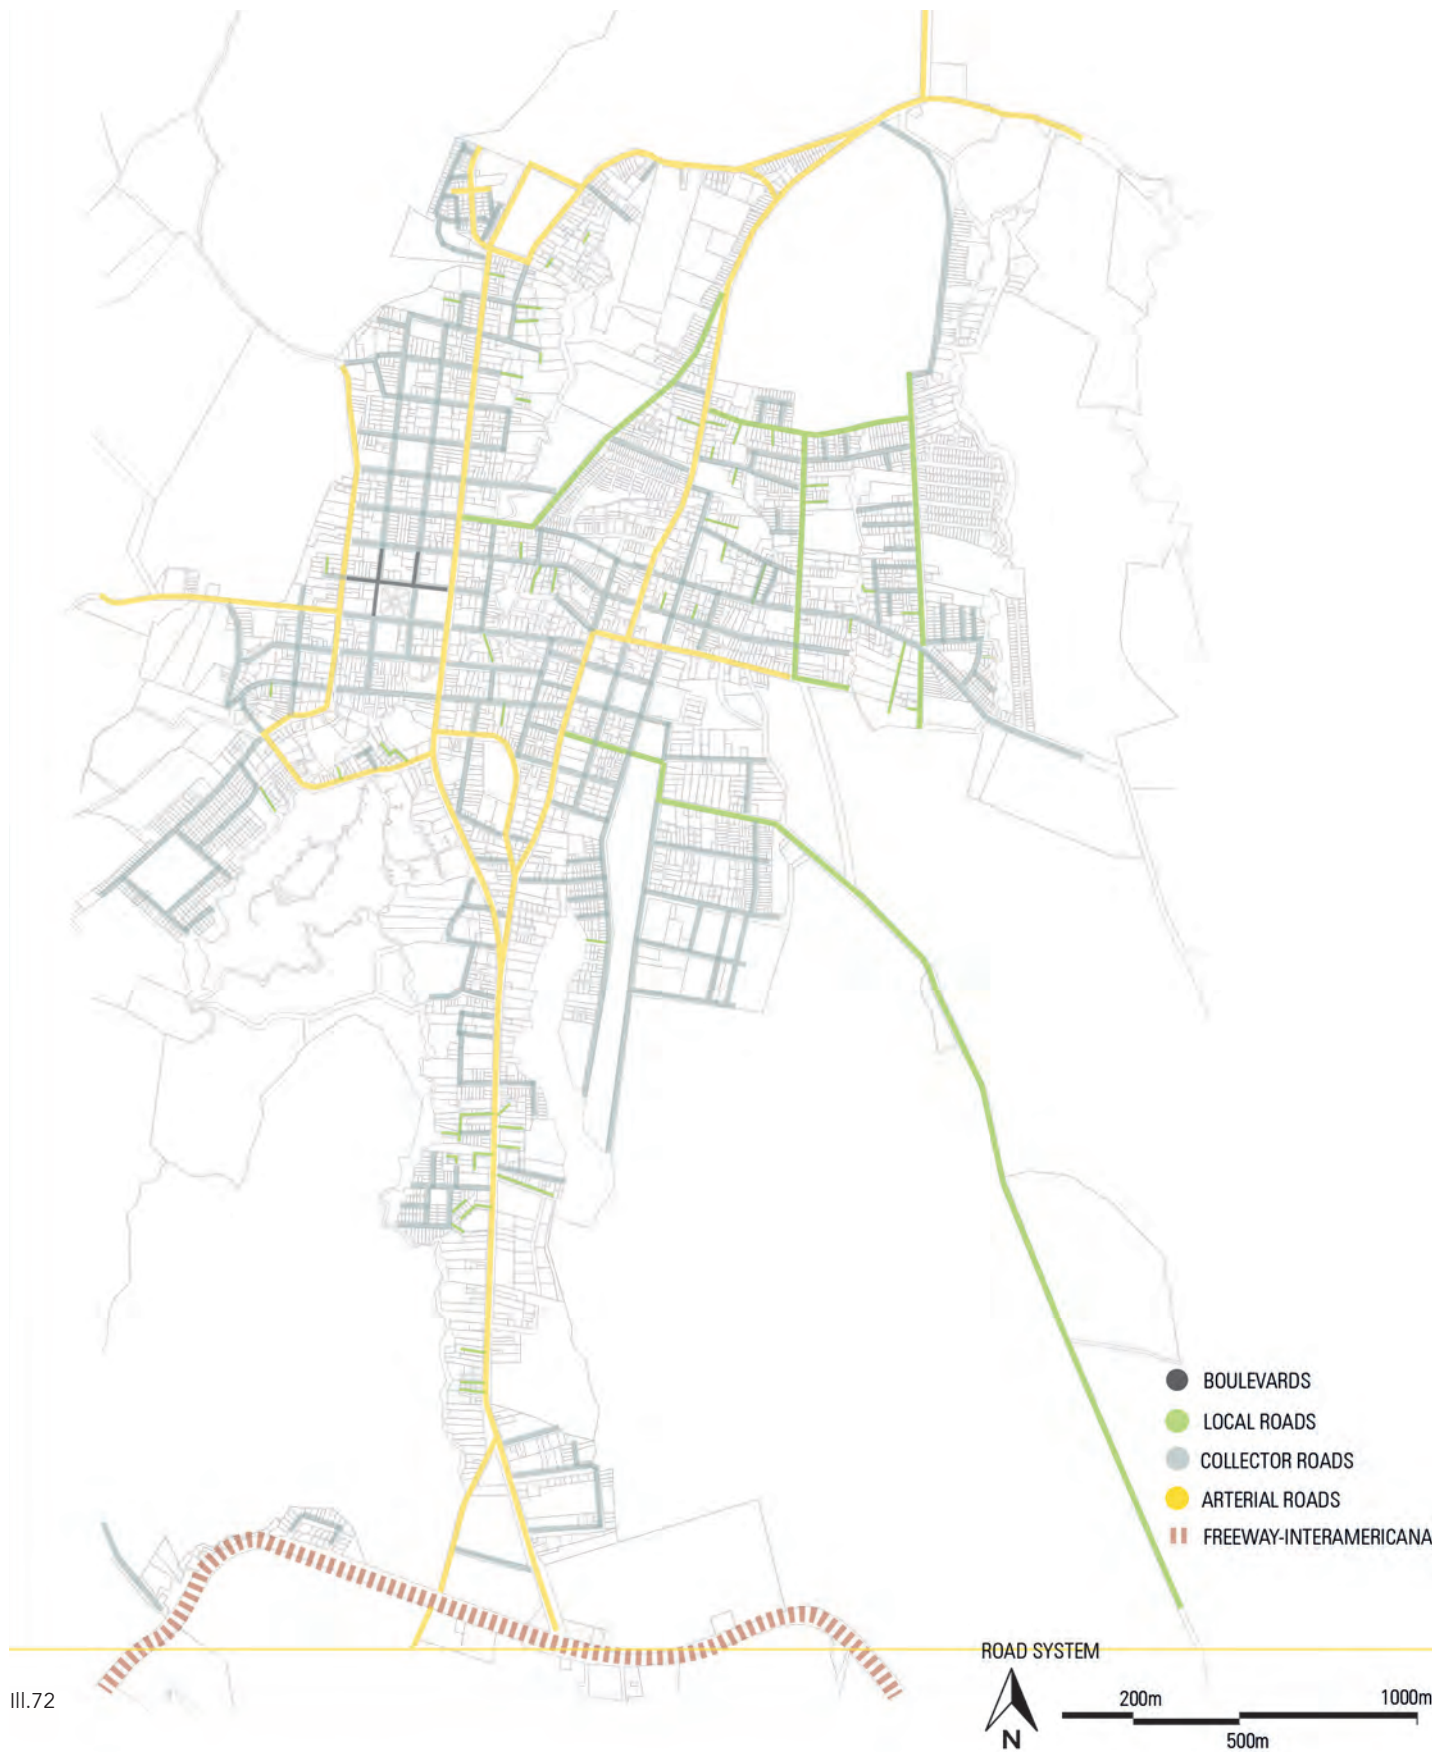 BOULEVARDS
LOCAL ROADS
COLLECTOR ROADS
ARTERIAL ROADS
FREEWAY-INTERAMERICANA
ROAD SYSTEM
Ill.72
200m
1000m
N
500m